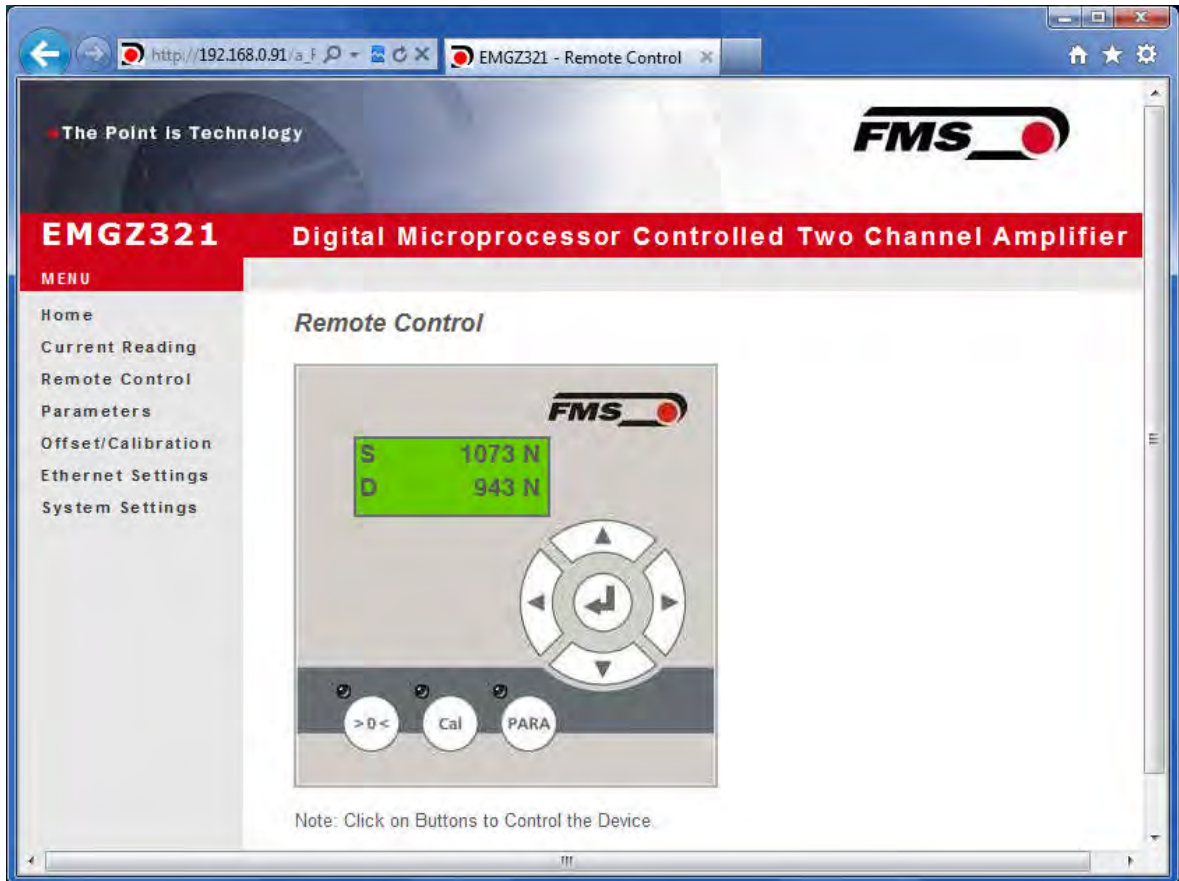 http://192.168.0.91/a_F
EMGZ321 - Remote Control
The Point is Technology
FMS
EMGZ321
Digital Microprocessor Controlled Two Channel Amplifier
MENU
Home
Current Reading
Remote Control
Parameters
Offset/Calibration
Ethernet Settings
System Settings
Remote Control
FMS
S 1073 N
D 943 N
>0<
Cal
PARA
Note: Click on Buttons to Control the Device